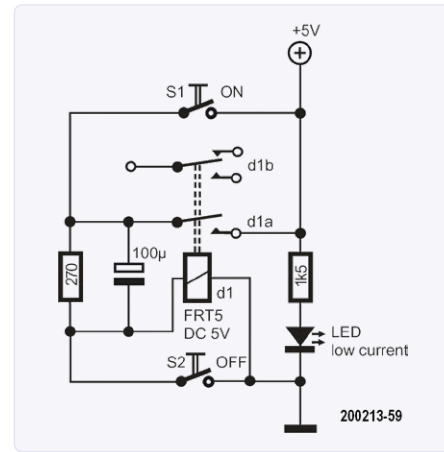 +5V
S1 ON
d1b
d1a
100µ
270
d1
1k5
FRT5
DC 5V
LED
low current
S2 OFF
200213-59